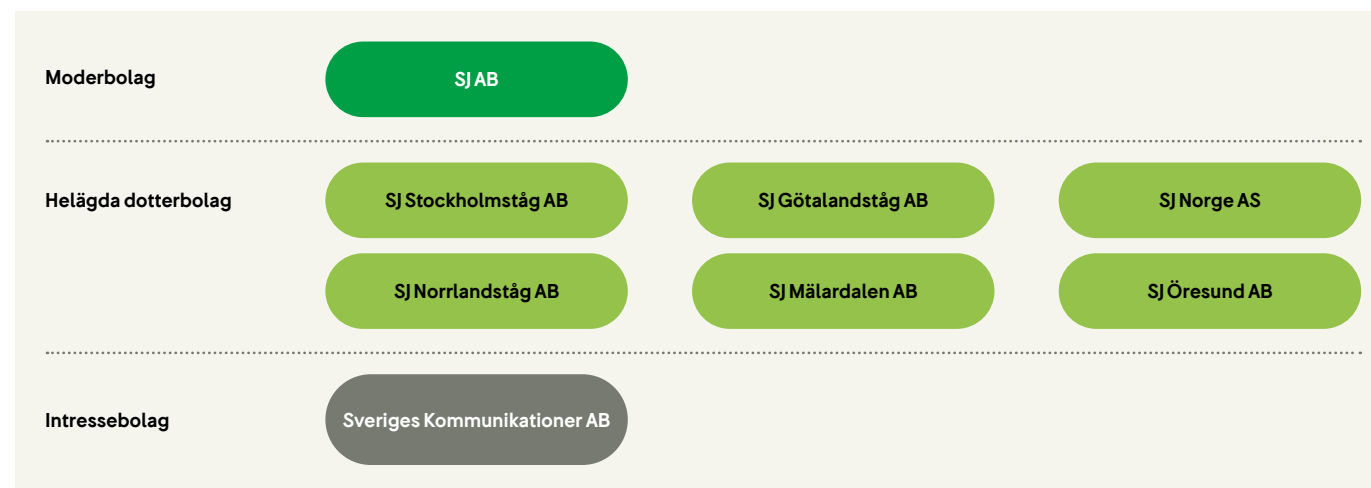 Moderbolag
SJ AB
Helägda dotterbolag
SJ Stockholmståg AB
SJ Götalandståg AB
SJ Norge AS
SJ Norrlandståg AB
SJ Mälardalen AB
SJ Öresund AB
Intressebolag
Sveriges Kommunikationer AB